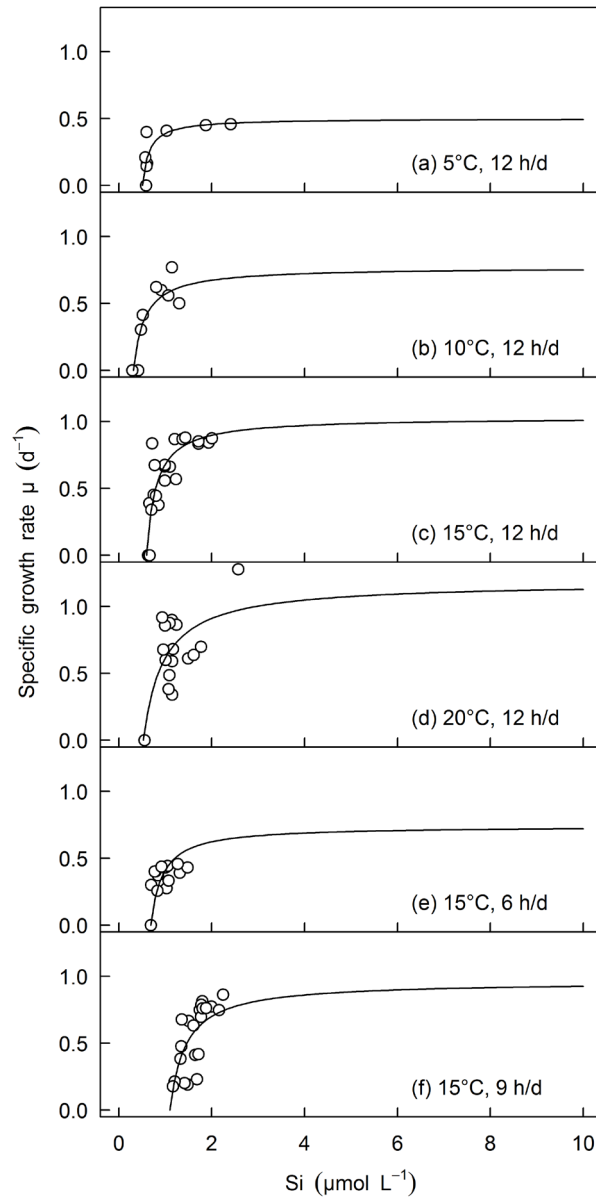 Specific growth rate μ (d⁻¹)
1.0
0.5
0.0
(a) 5°C, 12 h/d
1.0
0.5
0.0
(b) 10°C, 12 h/d
1.0
0.5
0.0
(c) 15°C, 12 h/d
1.0
0.5
0.0
(d) 20°C, 12 h/d
1.0
0.5
0.0
(e) 15°C, 6 h/d
1.0
0.5
0.0
(f) 15°C, 9 h/d
0 2 4 6 8 10
Si (μmol L⁻¹)